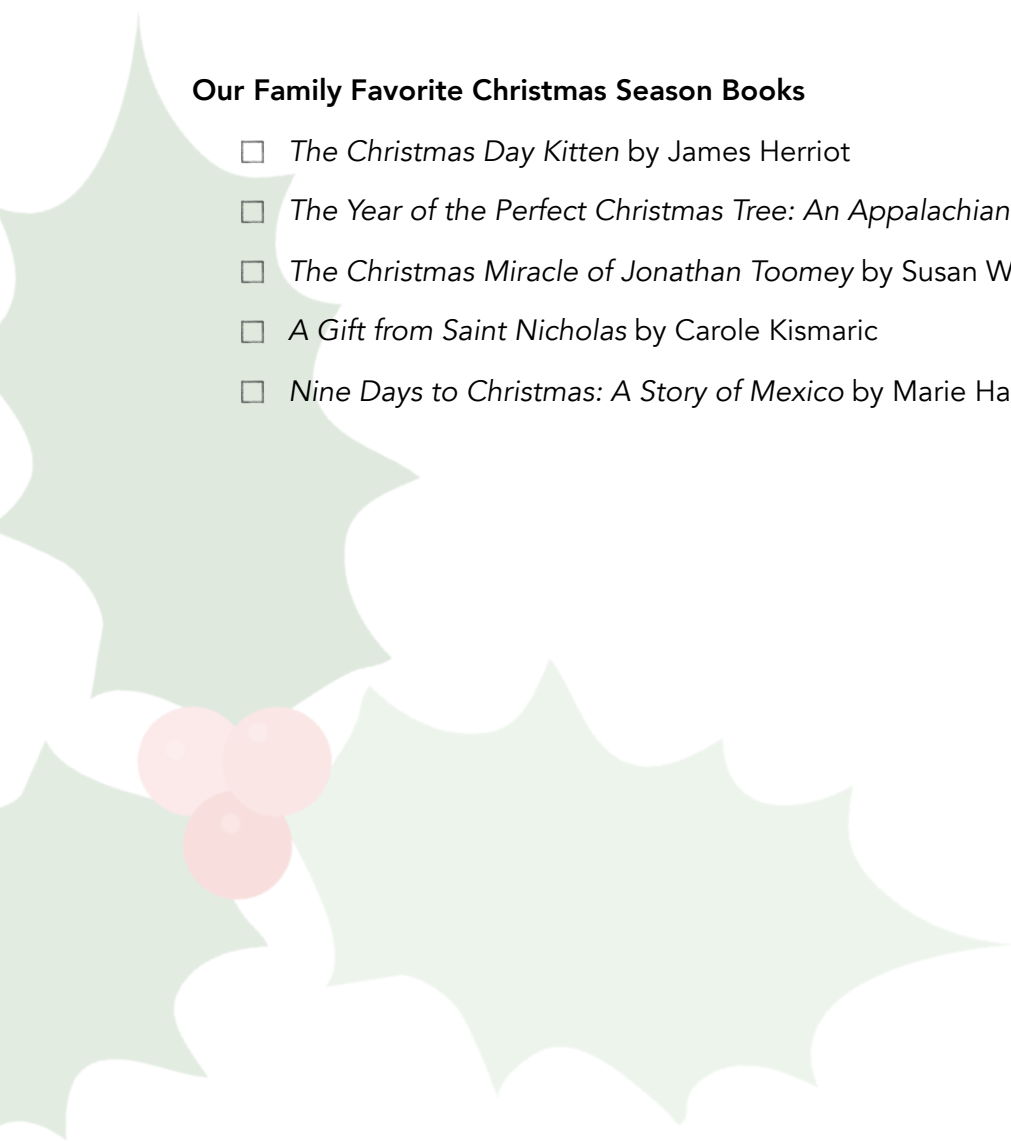 Our Family Favorite Christmas Season Books
☐ The Christmas Day Kitten by James Herriot
☐ The Year of the Perfect Christmas Tree: An Appalachian
☐ The Christmas Miracle of Jonathan Toomey by Susan W
☐ A Gift from Saint Nicholas by Carole Kismaric
☐ Nine Days to Christmas: A Story of Mexico by Marie Ha